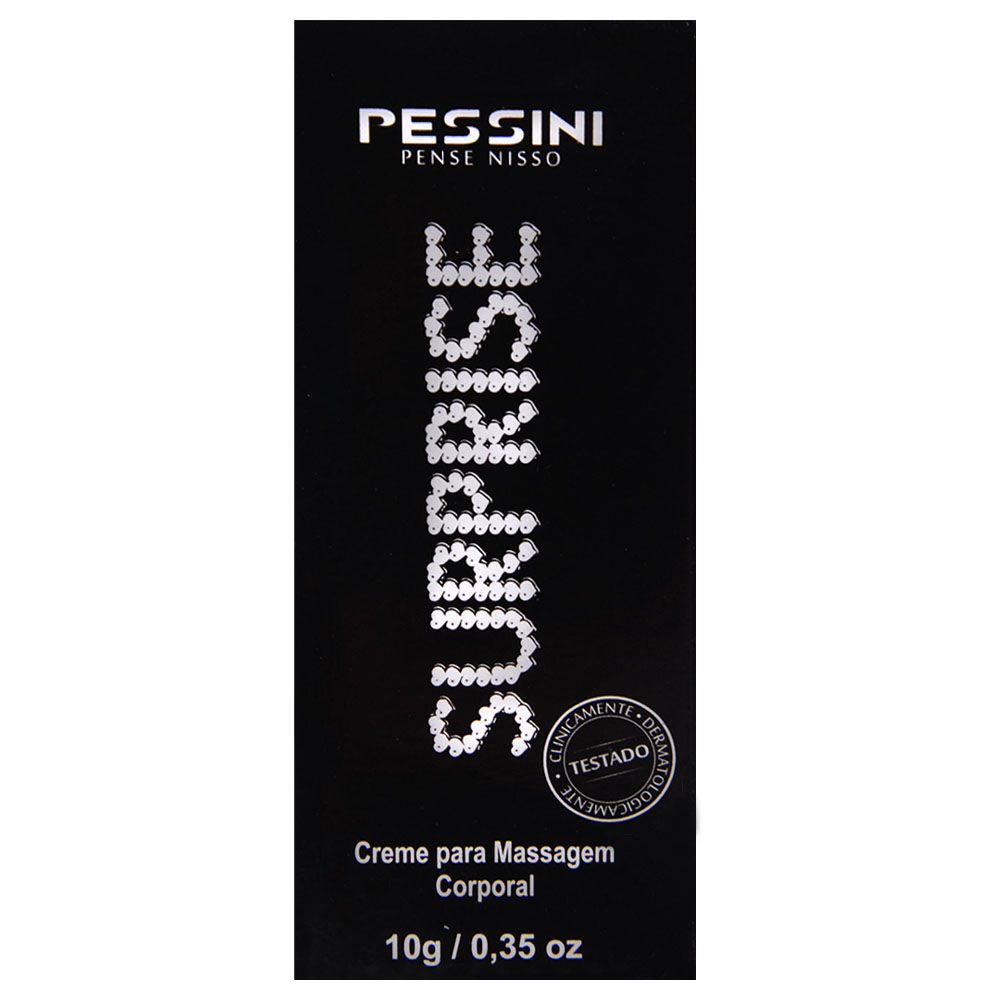 PESSINI
PENSE NISSO
SURPRISE
CLINICAMENTE • DERMATOLOGICAMENTE •
TESTADO
Creme para Massagem
Corporal
10g / 0,35 oz